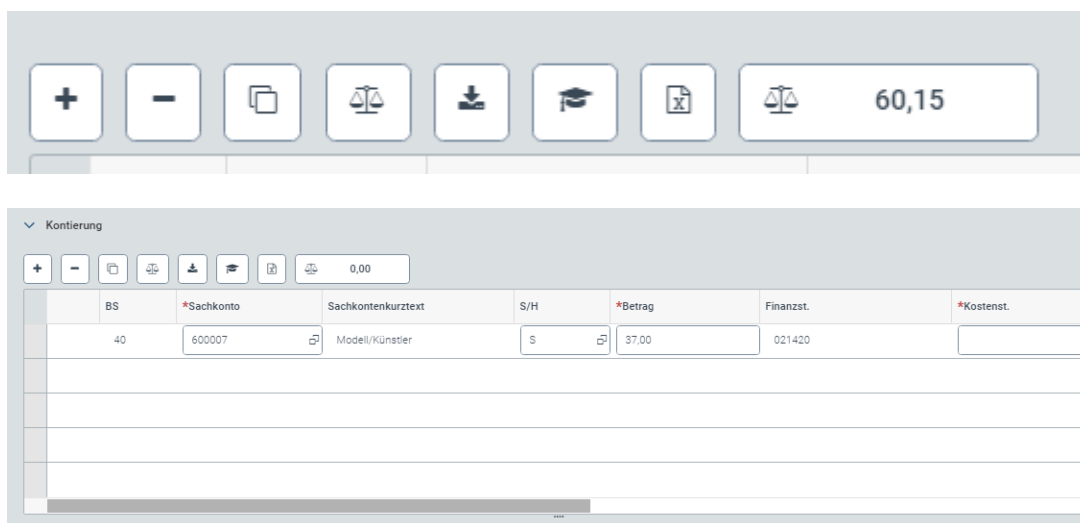 60,15
Kontierung
0,00
BS *Sachkonto Sachkontenkurztext S/H *Betrag Finanzst. *Kostenst.
40 600007 Modell/Künstler S 37,00 021420